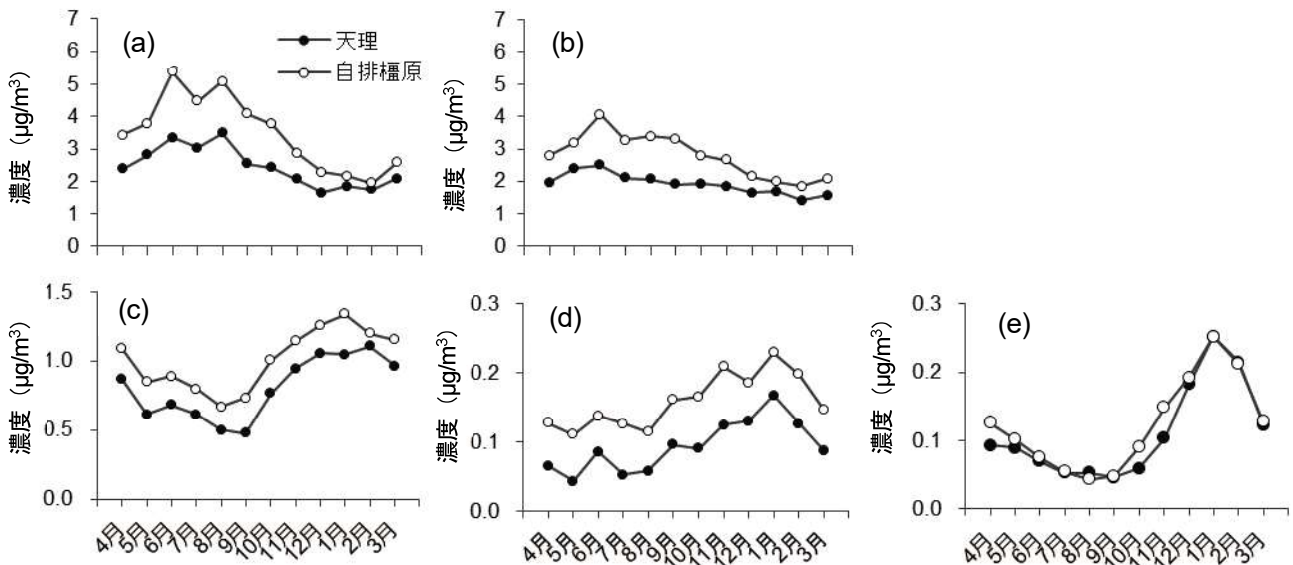 (a)
7
6
5
4
3
2
1
0
濃度 (µg/m³)
天理
自排橿原
(b)
7
6
5
4
3
2
1
0
濃度 (µg/m³)
(c)
1.5
1.0
0.5
0.0
濃度 (µg/m³)
4月 5月 6月 7月 8月 9月 10月 11月 12月 1月 2月 3月
(d)
0.3
0.2
0.1
0.0
濃度 (µg/m³)
4月 5月 6月 7月 8月 9月 10月 11月 12月 1月 2月 3月
(e)
0.3
0.2
0.1
0.0
濃度 (µg/m³)
4月 5月 6月 7月 8月 9月 10月 11月 12月 1月 2月 3月